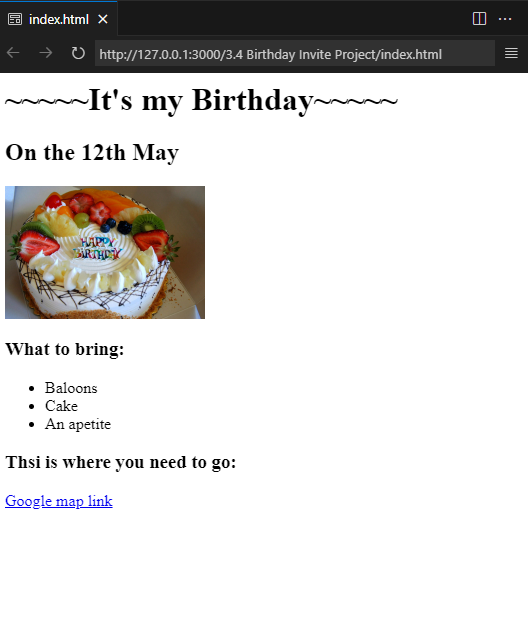 index.html
http://127.0.0.1:3000/3.4 Birthday Invite Project/index.html
~~~~~It's my Birthday~~~~~
On the 12th May
HAPPY
BIRTHDAY
What to bring:
Baloons
Cake
An apetite
Thsi is where you need to go:
Google map link